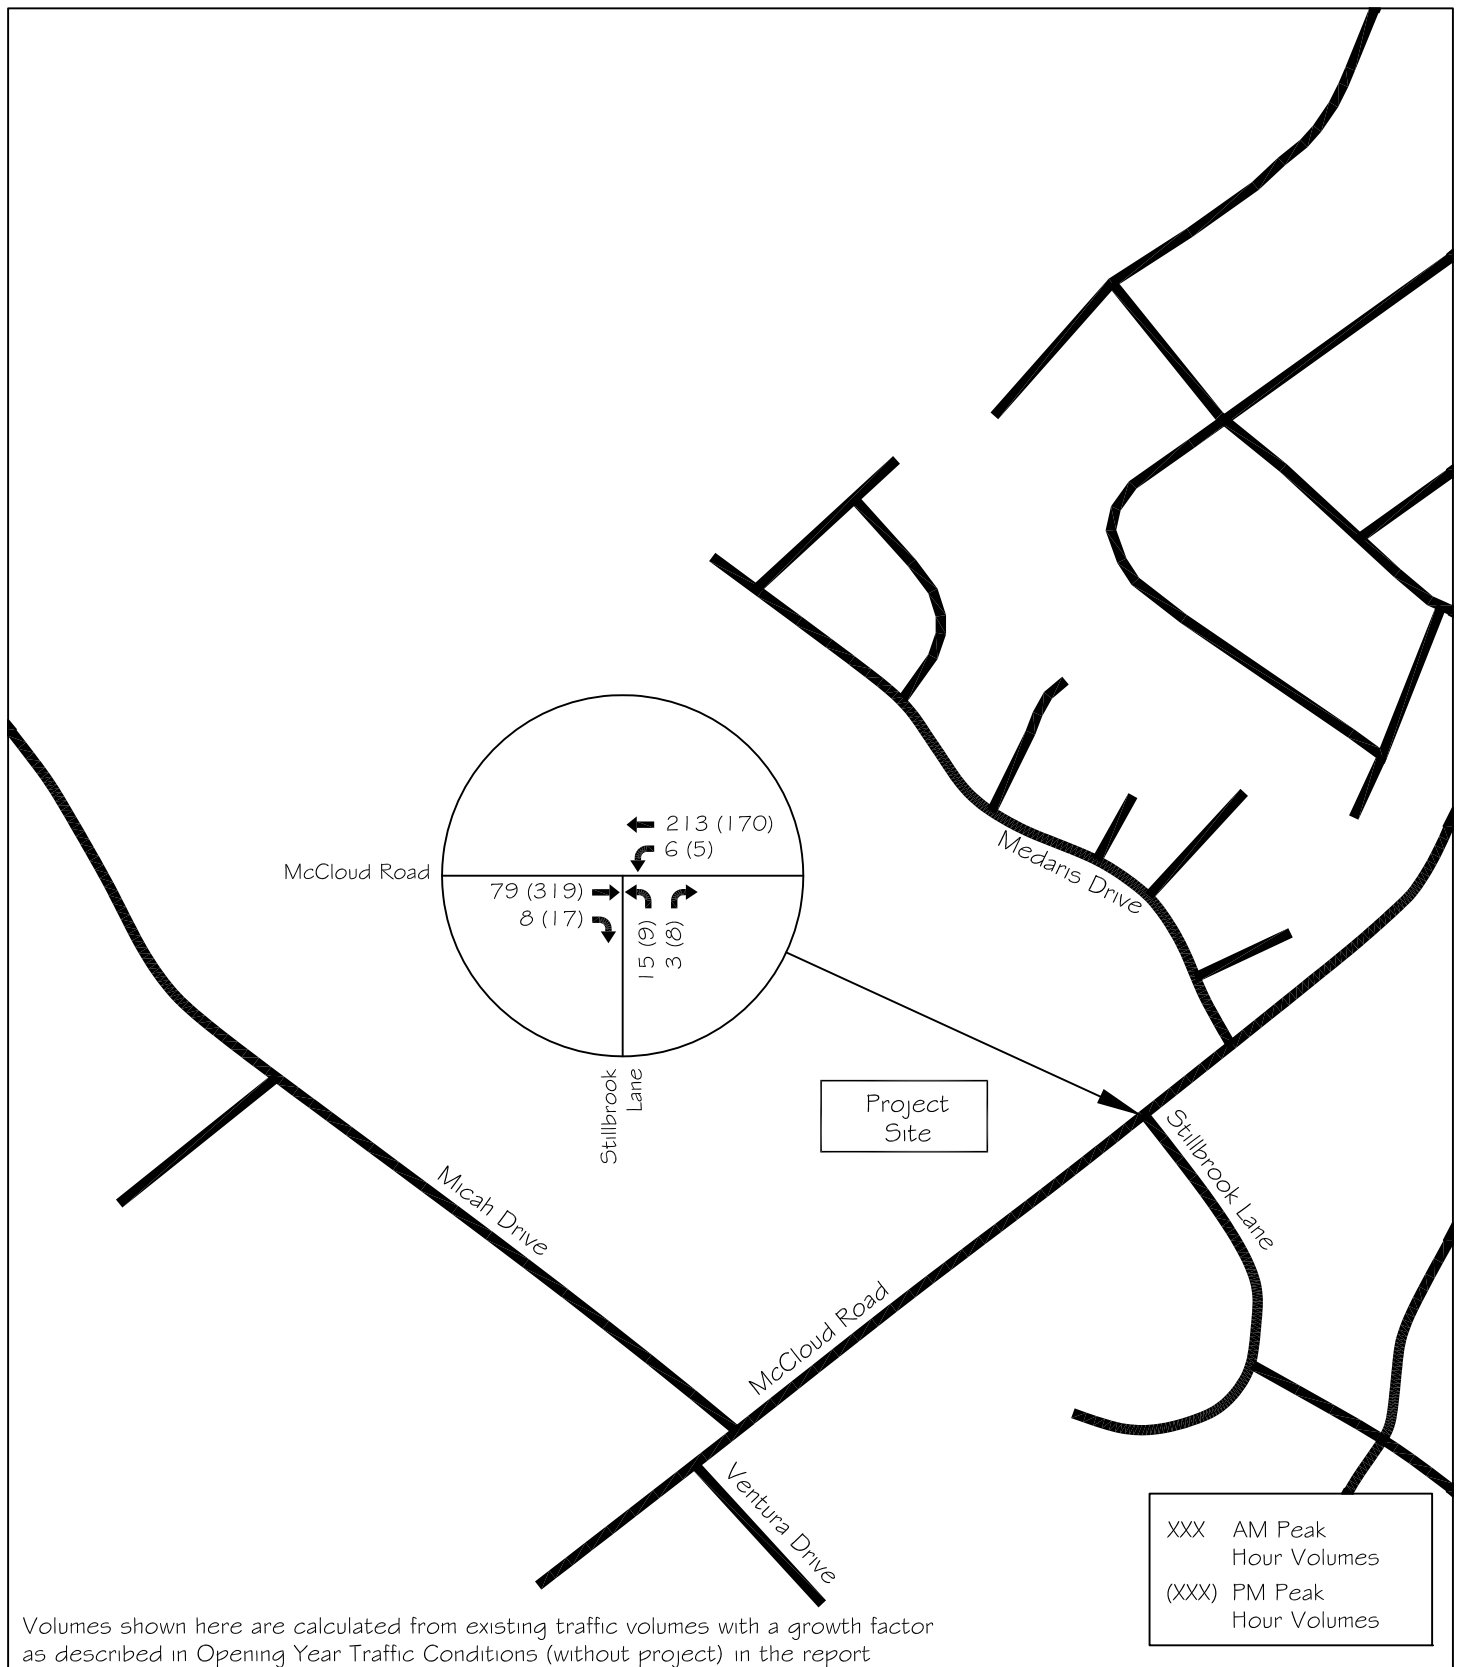 213 (170)
6 (5)
McCloud Road
79 (319)
8 (17)
15 (9)
3 (8)
Stillbrook
Lane
Medaris Drive
Project
Site
Stillbrook Lane
Micah Drive
McCloud Road
Ventura Drive
XXX AM Peak
Hour Volumes
(XXX) PM Peak
Hour Volumes
Volumes shown here are calculated from existing traffic volumes with a growth factor
as described in Opening Year Traffic Conditions (without project) in the report